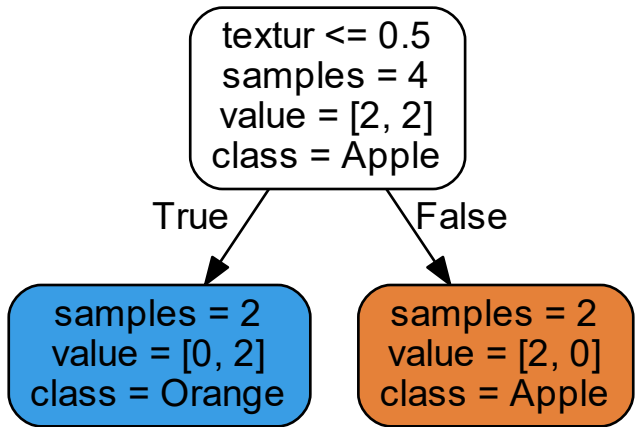 textur <= 0.5
samples = 4
value = [2, 2]
class = Apple
True
False
samples = 2
value = [0, 2]
class = Orange
samples = 2
value = [2, 0]
class = Apple